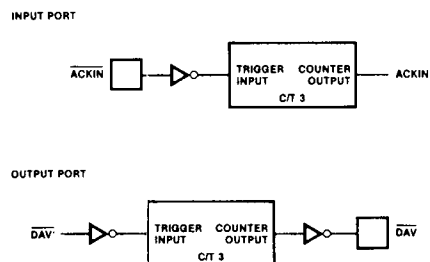 INPUT PORT
ACKIN
TRIGGER INPUT
COUNTER OUTPUT
C/T 3
ACKIN
OUTPUT PORT
DAV'
TRIGGER INPUT
COUNTER OUTPUT
C/T 3
DAV